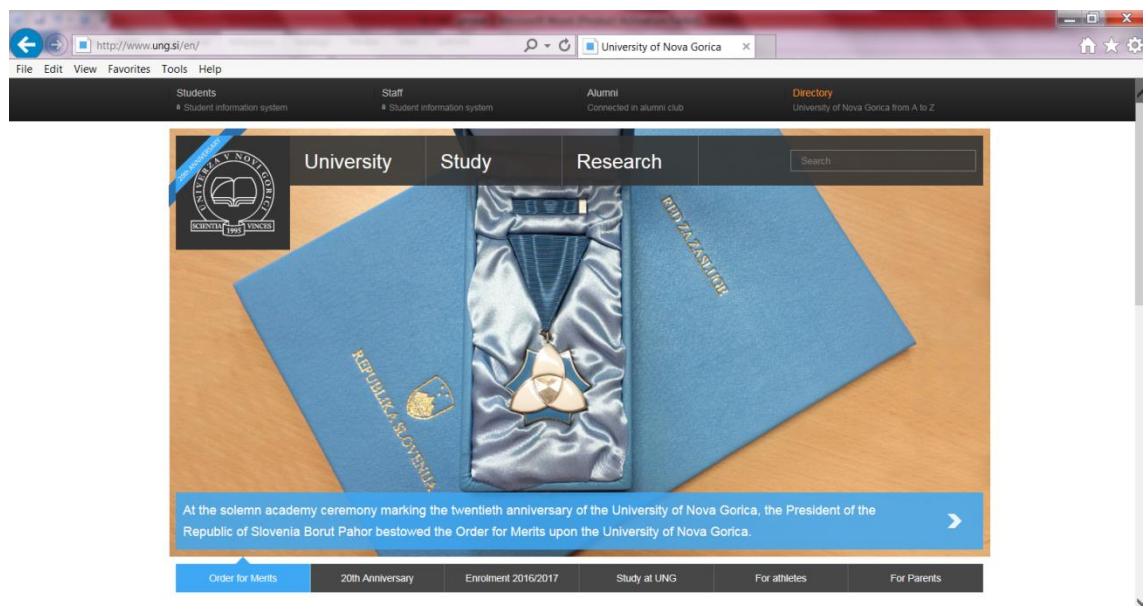 http://www.ung.si/en/
University of Nova Gorica
File Edit View Favorites Tools Help
Students
Student information system
Staff
Student information system
Alumni
Connected in alumni club
Directory
University of Nova Gorica from A to Z
20th ANNIVERSARY
UNIVERZA V NOVI GORICI
SCIENTIA VINCES
1995
University
Study
Research
Search
RED ZA ZASLUGE
REPUBLIKA SLOVENIJA
At the solemn academy ceremony marking the twentieth anniversary of the University of Nova Gorica, the President of the
Republic of Slovenia Borut Pahor bestowed the Order for Merits upon the University of Nova Gorica.
Order for Merits
20th Anniversary
Enrolment 2016/2017
Study at UNG
For athletes
For Parents